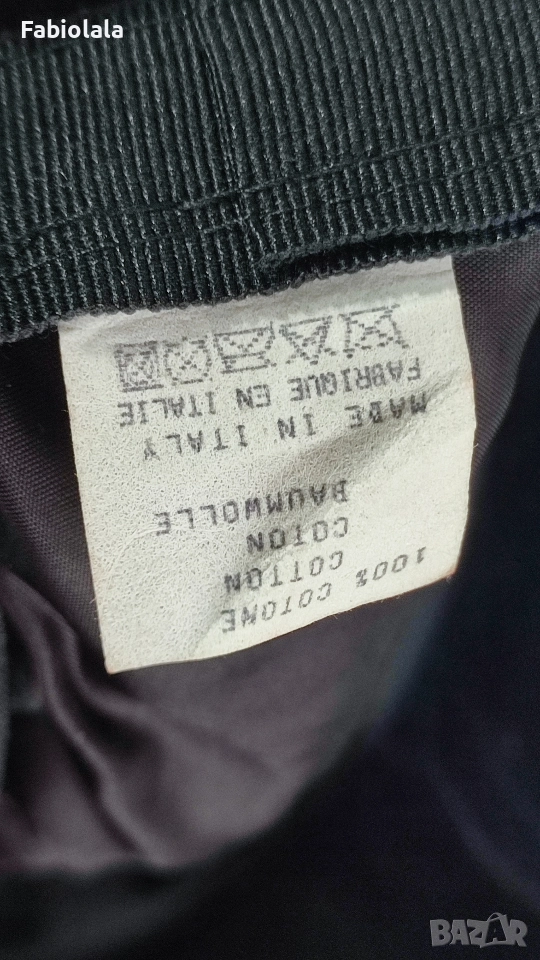 Fabiolala
100% COTONE
COTTON
COTON
BAUMWOLLE
MADE IN ITALY
FABRIQUE EN ITALIE
BAZAR